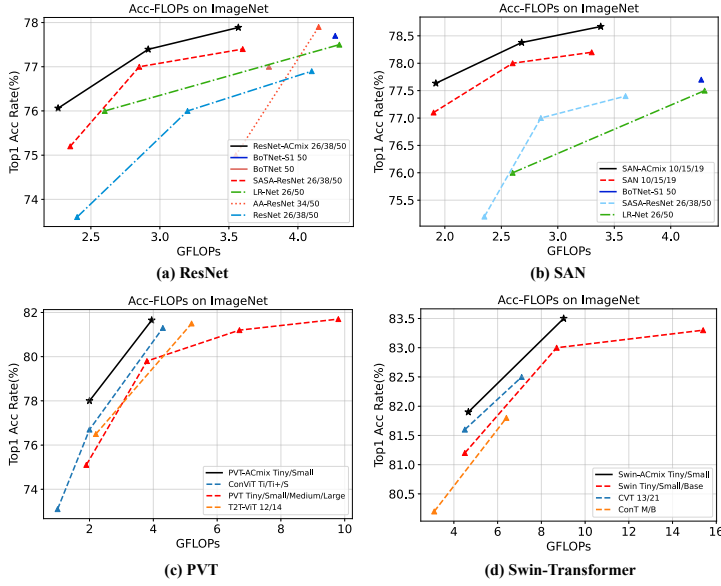 Acc-FLOPs on ImageNet
78
77
76
75
74
Top1 Acc Rate(%)
2.5
3.0
3.5
4.0
GFLOPs
ResNet-ACmix 26/38/50
BoTNet-S1 50
BoTNet 50
SASA-ResNet 26/38/50
LR-Net 26/50
AA-ResNet 34/50
ResNet 26/38/50
(a) ResNet
Acc-FLOPs on ImageNet
78.5
78.0
77.5
77.0
76.5
76.0
75.5
Top1 Acc Rate(%)
2.0
2.5
3.0
3.5
4.0
GFLOPs
SAN-ACmix 10/15/19
SAN 10/15/19
BoTNet-S1 50
SASA-ResNet 26/38/50
LR-Net 26/50
(b) SAN
Acc-FLOPs on ImageNet
82
80
78
76
74
Top1 Acc Rate(%)
2
4
6
8
10
GFLOPs
PVT-ACmix Tiny/Small
ConViT Ti/Ti+/S
PVT Tiny/Small/Medium/Large
T2T-ViT 12/14
(c) PVT
Acc-FLOPs on ImageNet
83.5
83.0
82.5
82.0
81.5
81.0
80.5
80.0
Top1 Acc Rate(%)
4
6
8
10
12
14
16
GFLOPs
Swin-ACmix Tiny/Small
Swin Tiny/Small/Base
CVT 13/21
ConT M/B
(d) Swin-Transformer